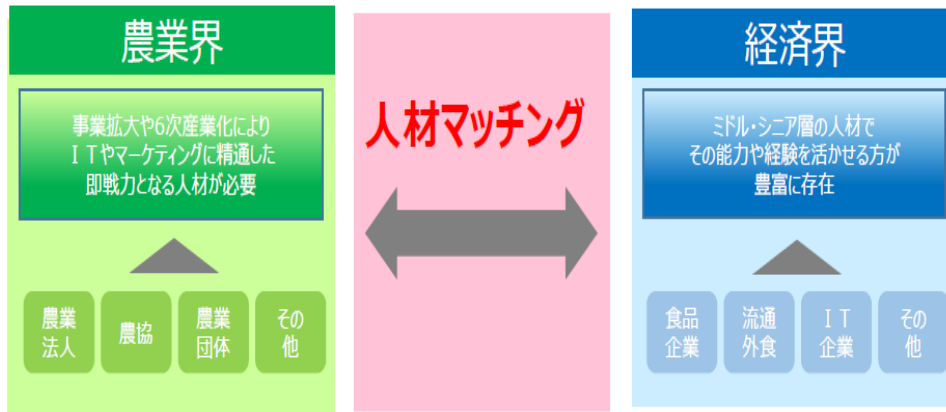 農業界
事業拡大や6次産業化により
ＩＴやマーケティングに精通した
即戦力となる人材が必要
農業
法人
農協
農業
団体
その
他
人材マッチング
経済界
ミドル・シニア層の人材で
その能力や経験を活かせる方が
豊富に存在
食品
企業
流通
外食
ＩＴ
企業
その
他